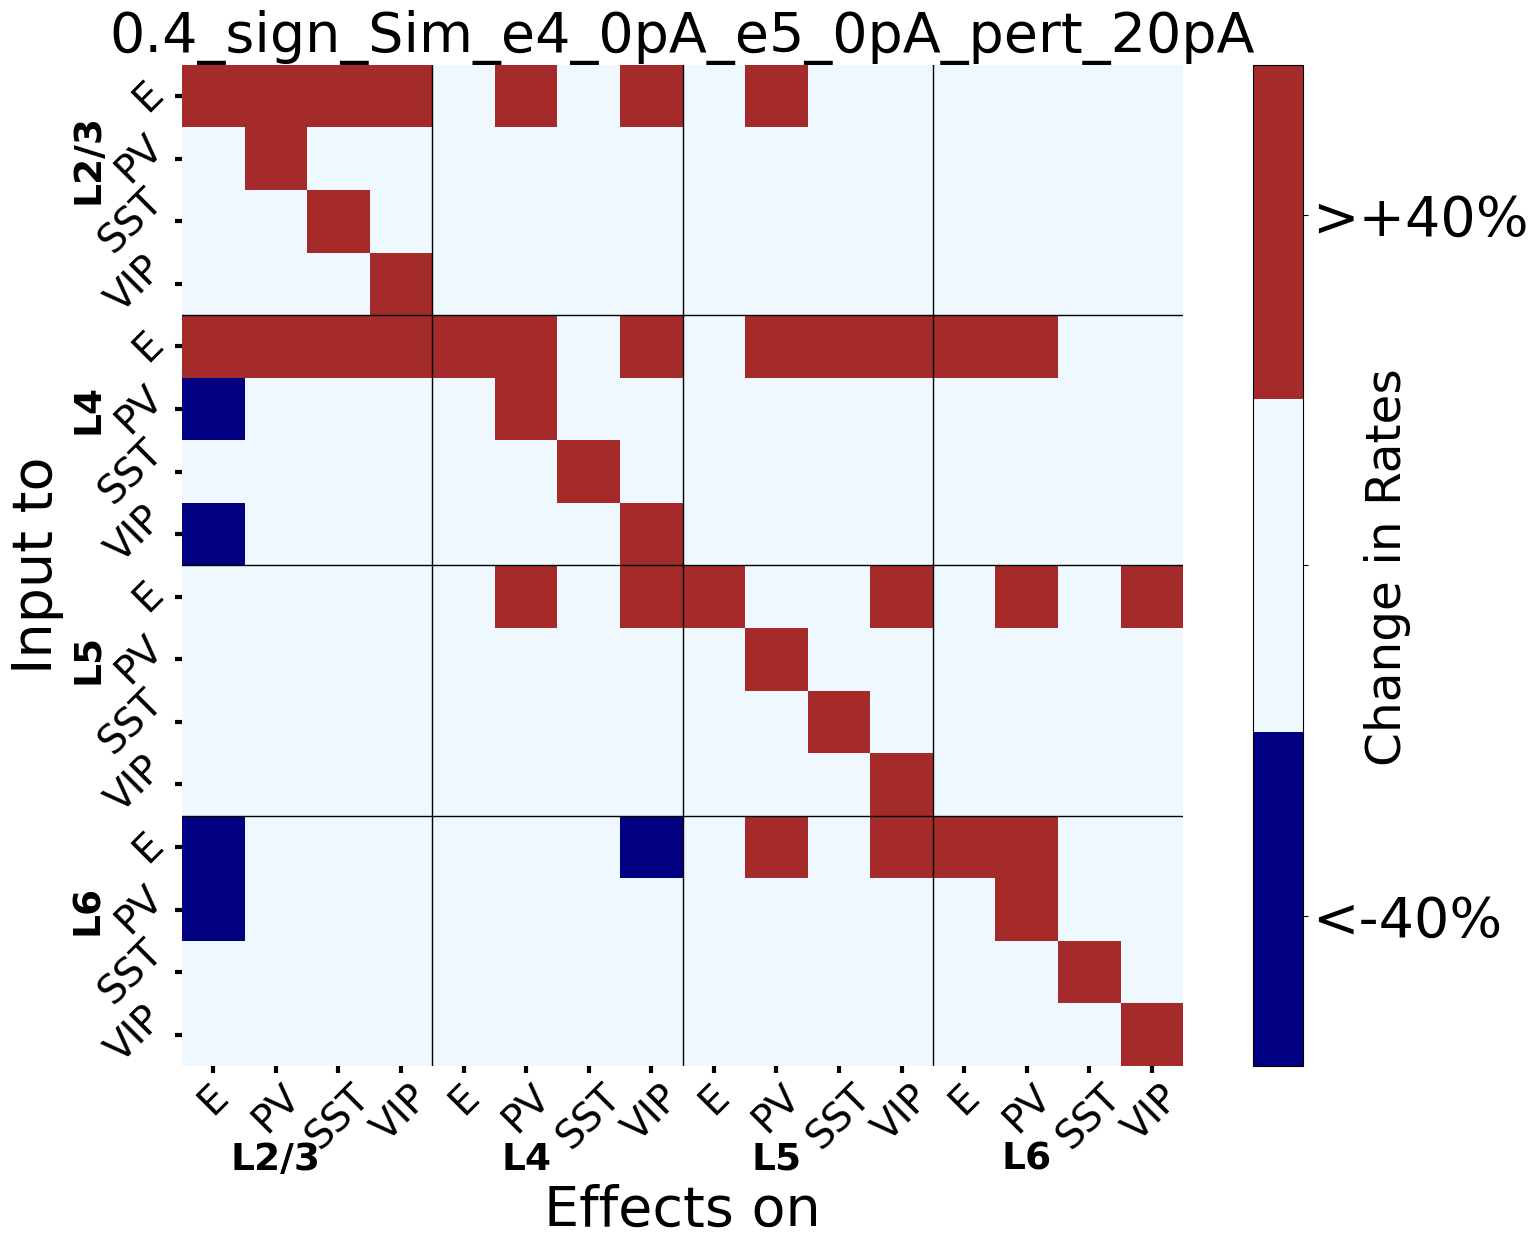 0.4_sign_Sim_e4_0pA_e5_0pA_pert_20pA
Input to
L2/3
E
PV
SST
VIP
L4
E
PV
SST
VIP
L5
E
PV
SST
VIP
L6
E
PV
SST
VIP
E PV SST VIP E PV SST VIP E PV SST VIP E PV SST VIP
L2/3 L4 L5 L6
Effects on
>+40%
<-40%
Change in Rates